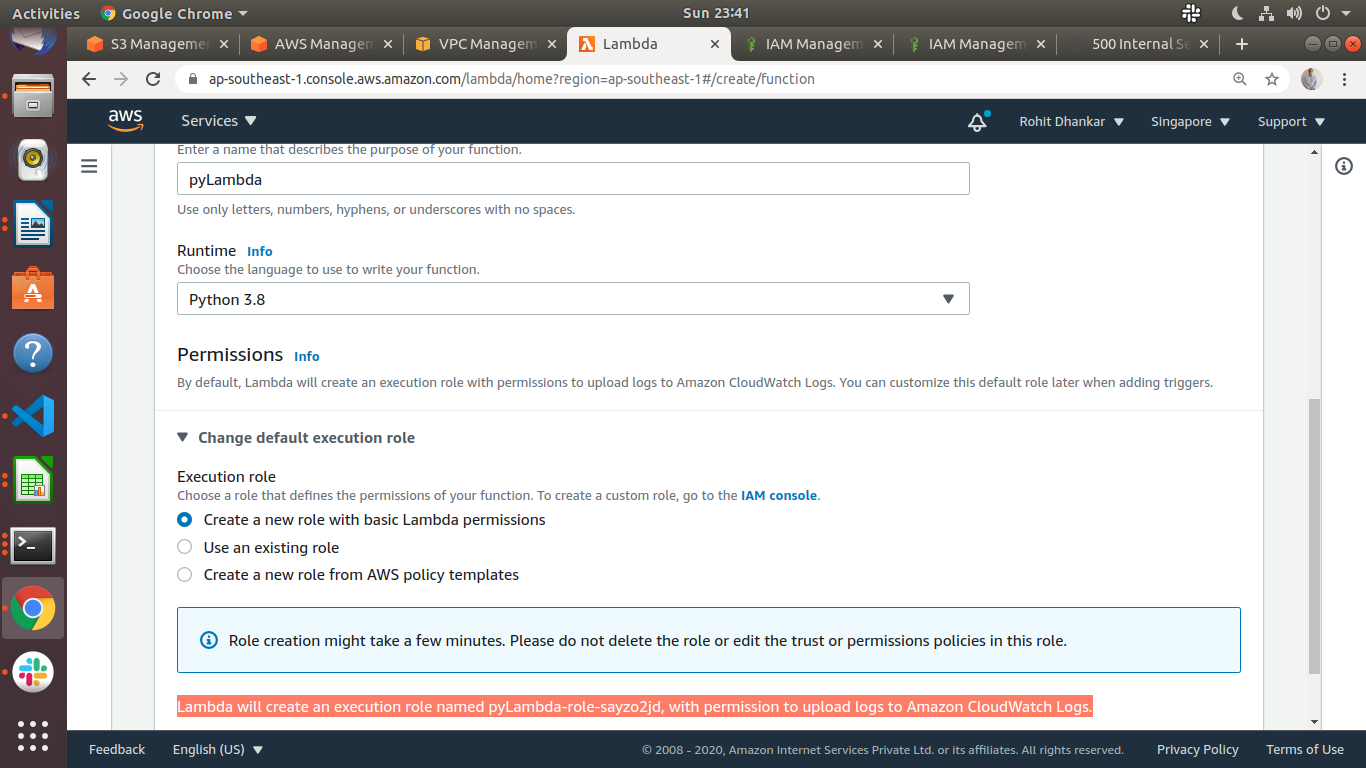 Activities
Google Chrome
Sun 23:41
S3 Manageme
AWS Managem
VPC Managem
Lambda
IAM Managem
IAM Managem
500 Internal Se
ap-southeast-1.console.aws.amazon.com/lambda/home?region=ap-southeast-1#/create/function
aws
Services
Rohit Dhankar
Singapore
Support
Enter a name that describes the purpose of your function.
pyLambda
Use only letters, numbers, hyphens, or underscores with no spaces.
Runtime Info
Choose the language to use to write your function.
Python 3.8
Permissions Info
By default, Lambda will create an execution role with permissions to upload logs to Amazon CloudWatch Logs. You can customize this default role later when adding triggers.
Change default execution role
Execution role
Choose a role that defines the permissions of your function. To create a custom role, go to the IAM console.
Create a new role with basic Lambda permissions
Use an existing role
Create a new role from AWS policy templates
Role creation might take a few minutes. Please do not delete the role or edit the trust or permissions policies in this role.
Lambda will create an execution role named pyLambda-role-sayzo2jd, with permission to upload logs to Amazon CloudWatch Logs.
Feedback
English (US)
© 2008 - 2020, Amazon Internet Services Private Ltd. or its affiliates. All rights reserved.
Privacy Policy
Terms of Use